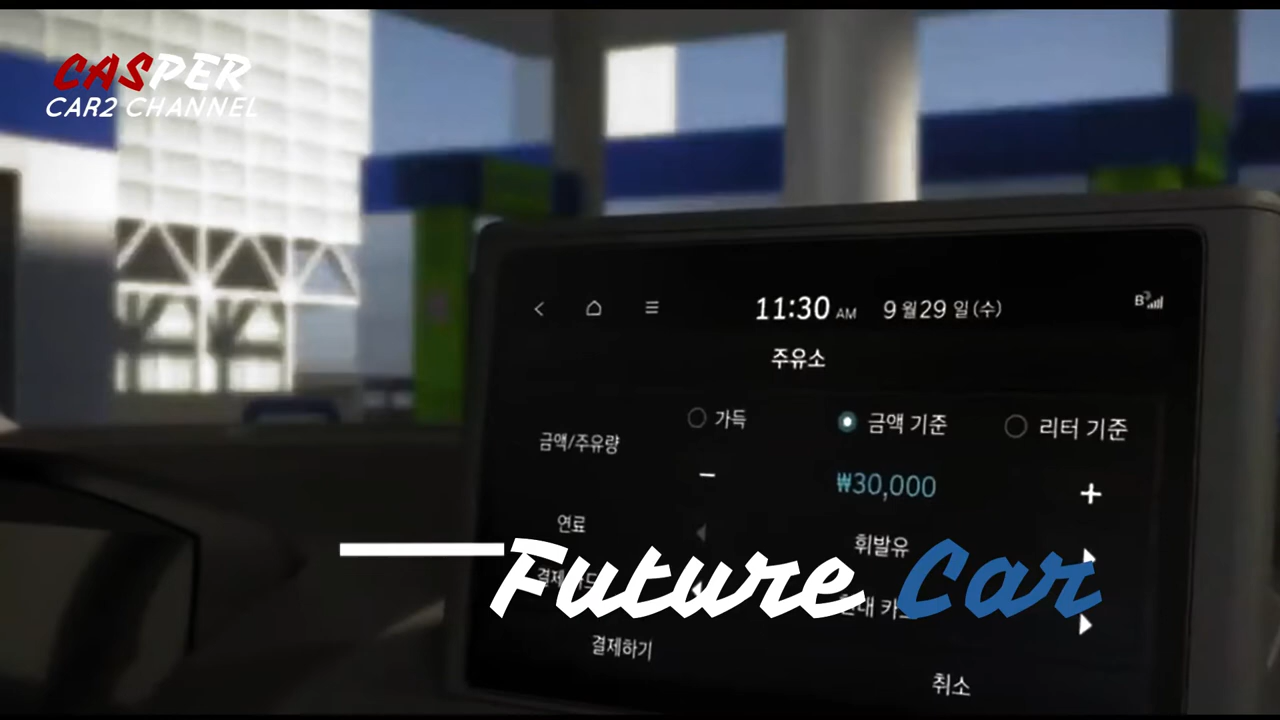 CASPER
CAR2 CHANNEL
11:30 AM 9월29일(수)
주유소
가득 금액 기준 리터 기준
금액/주유량
− ₩30,000 +
연료 휘발유
Future Car
결제하기
취소